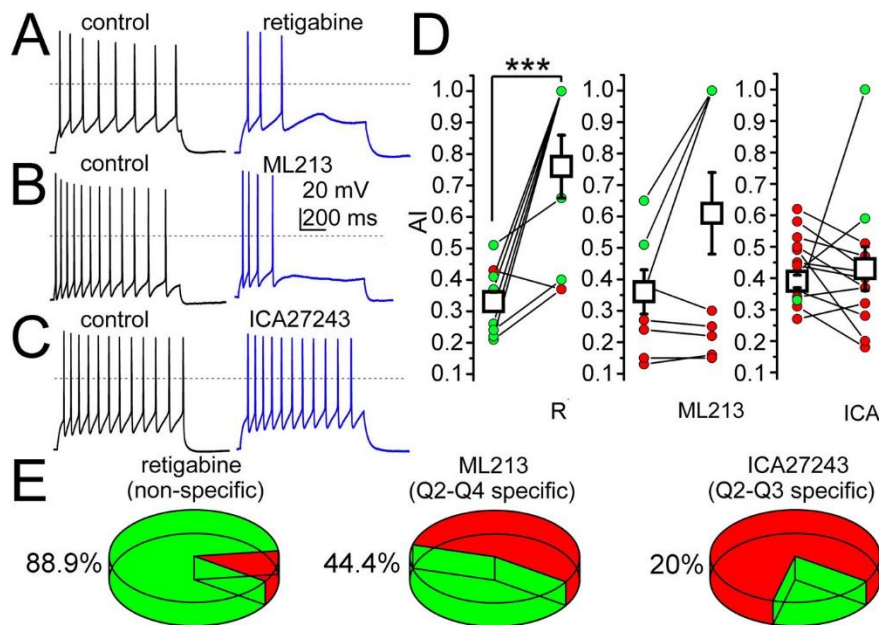 A
control
retigabine
B
control
ML213
20 mV
200 ms
C
control
ICA27243
D
***
AI
1.0
0.9
0.8
0.7
0.6
0.5
0.4
0.3
0.2
0.1
R
1.0
0.9
0.8
0.7
0.6
0.5
0.4
0.3
0.2
0.1
ML213
1.0
0.9
0.8
0.7
0.6
0.5
0.4
0.3
0.2
0.1
ICA
E
retigabine
(non-specific)
88.9%
ML213
(Q2-Q4 specific)
44.4%
ICA27243
(Q2-Q3 specific)
20%